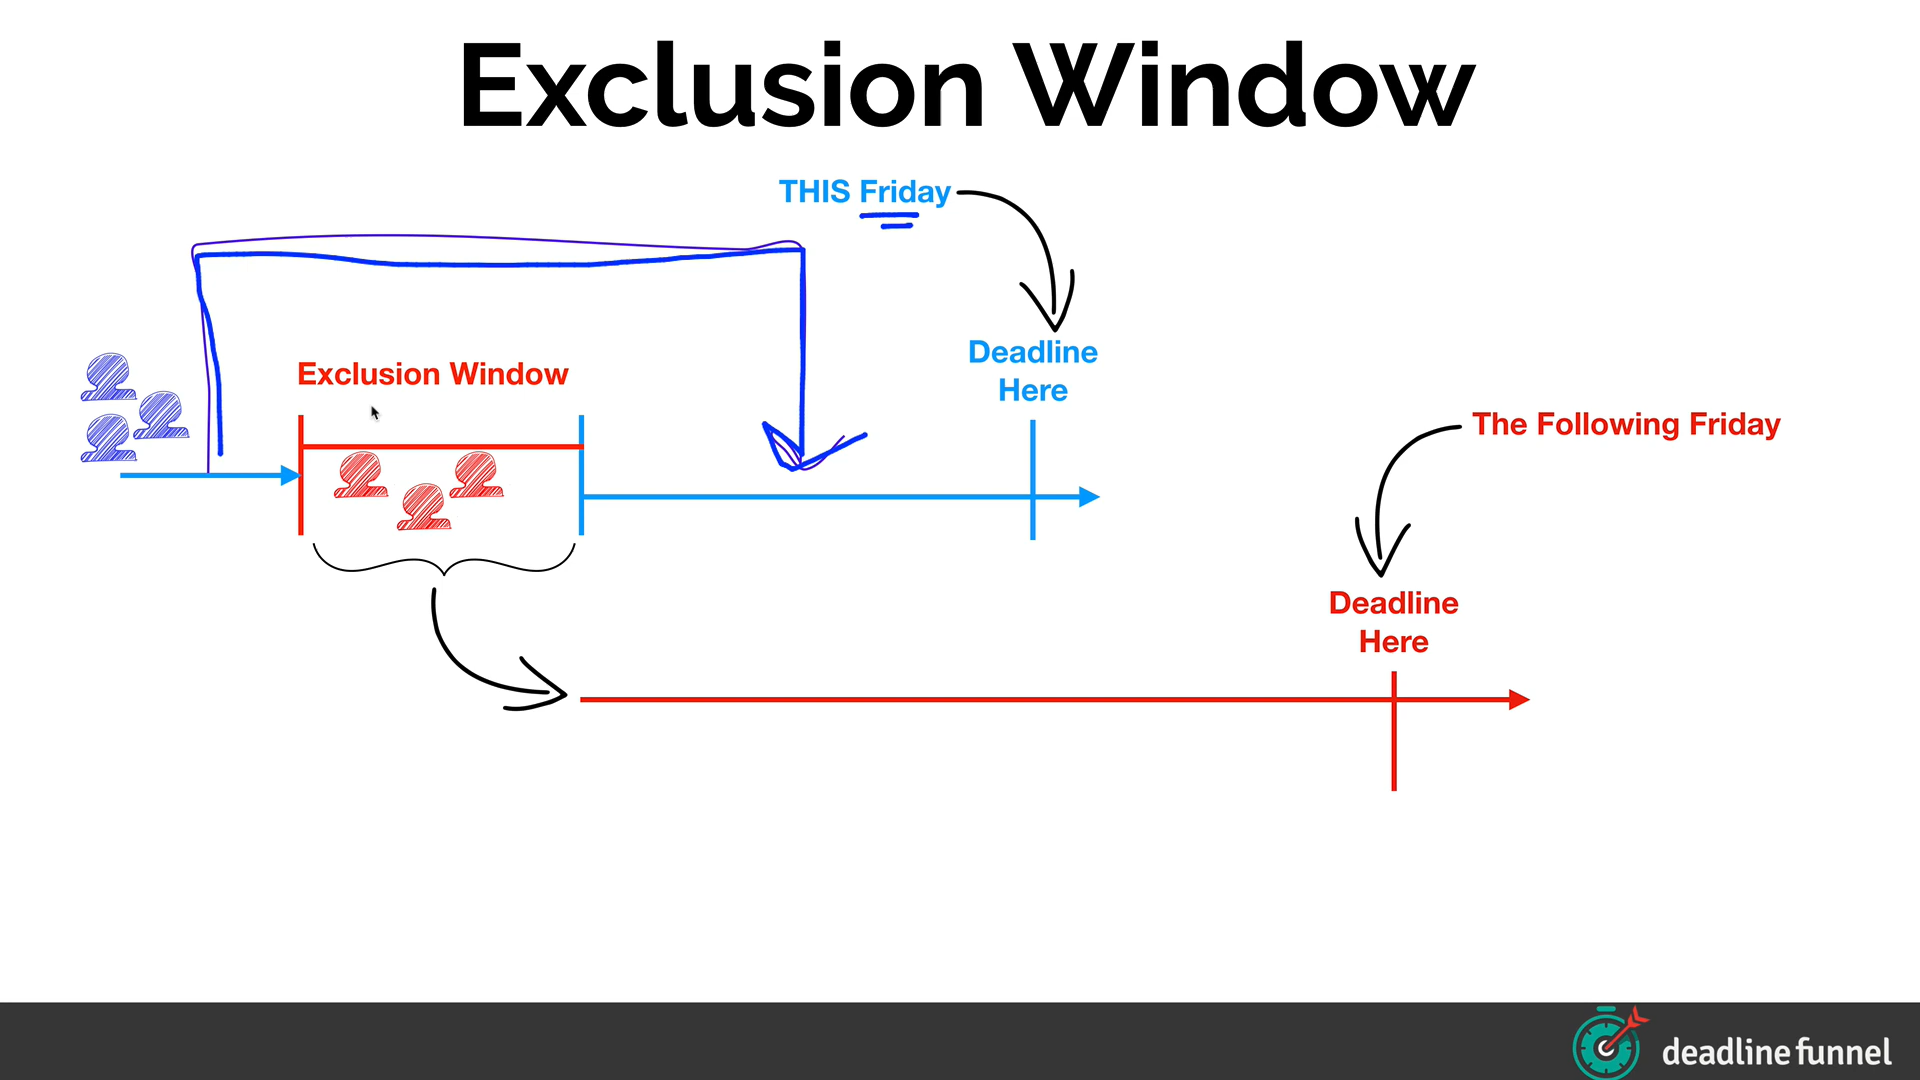 Exclusion Window
THIS Friday
Exclusion Window
Deadline
Here
The Following Friday
Deadline
Here
deadline funnel